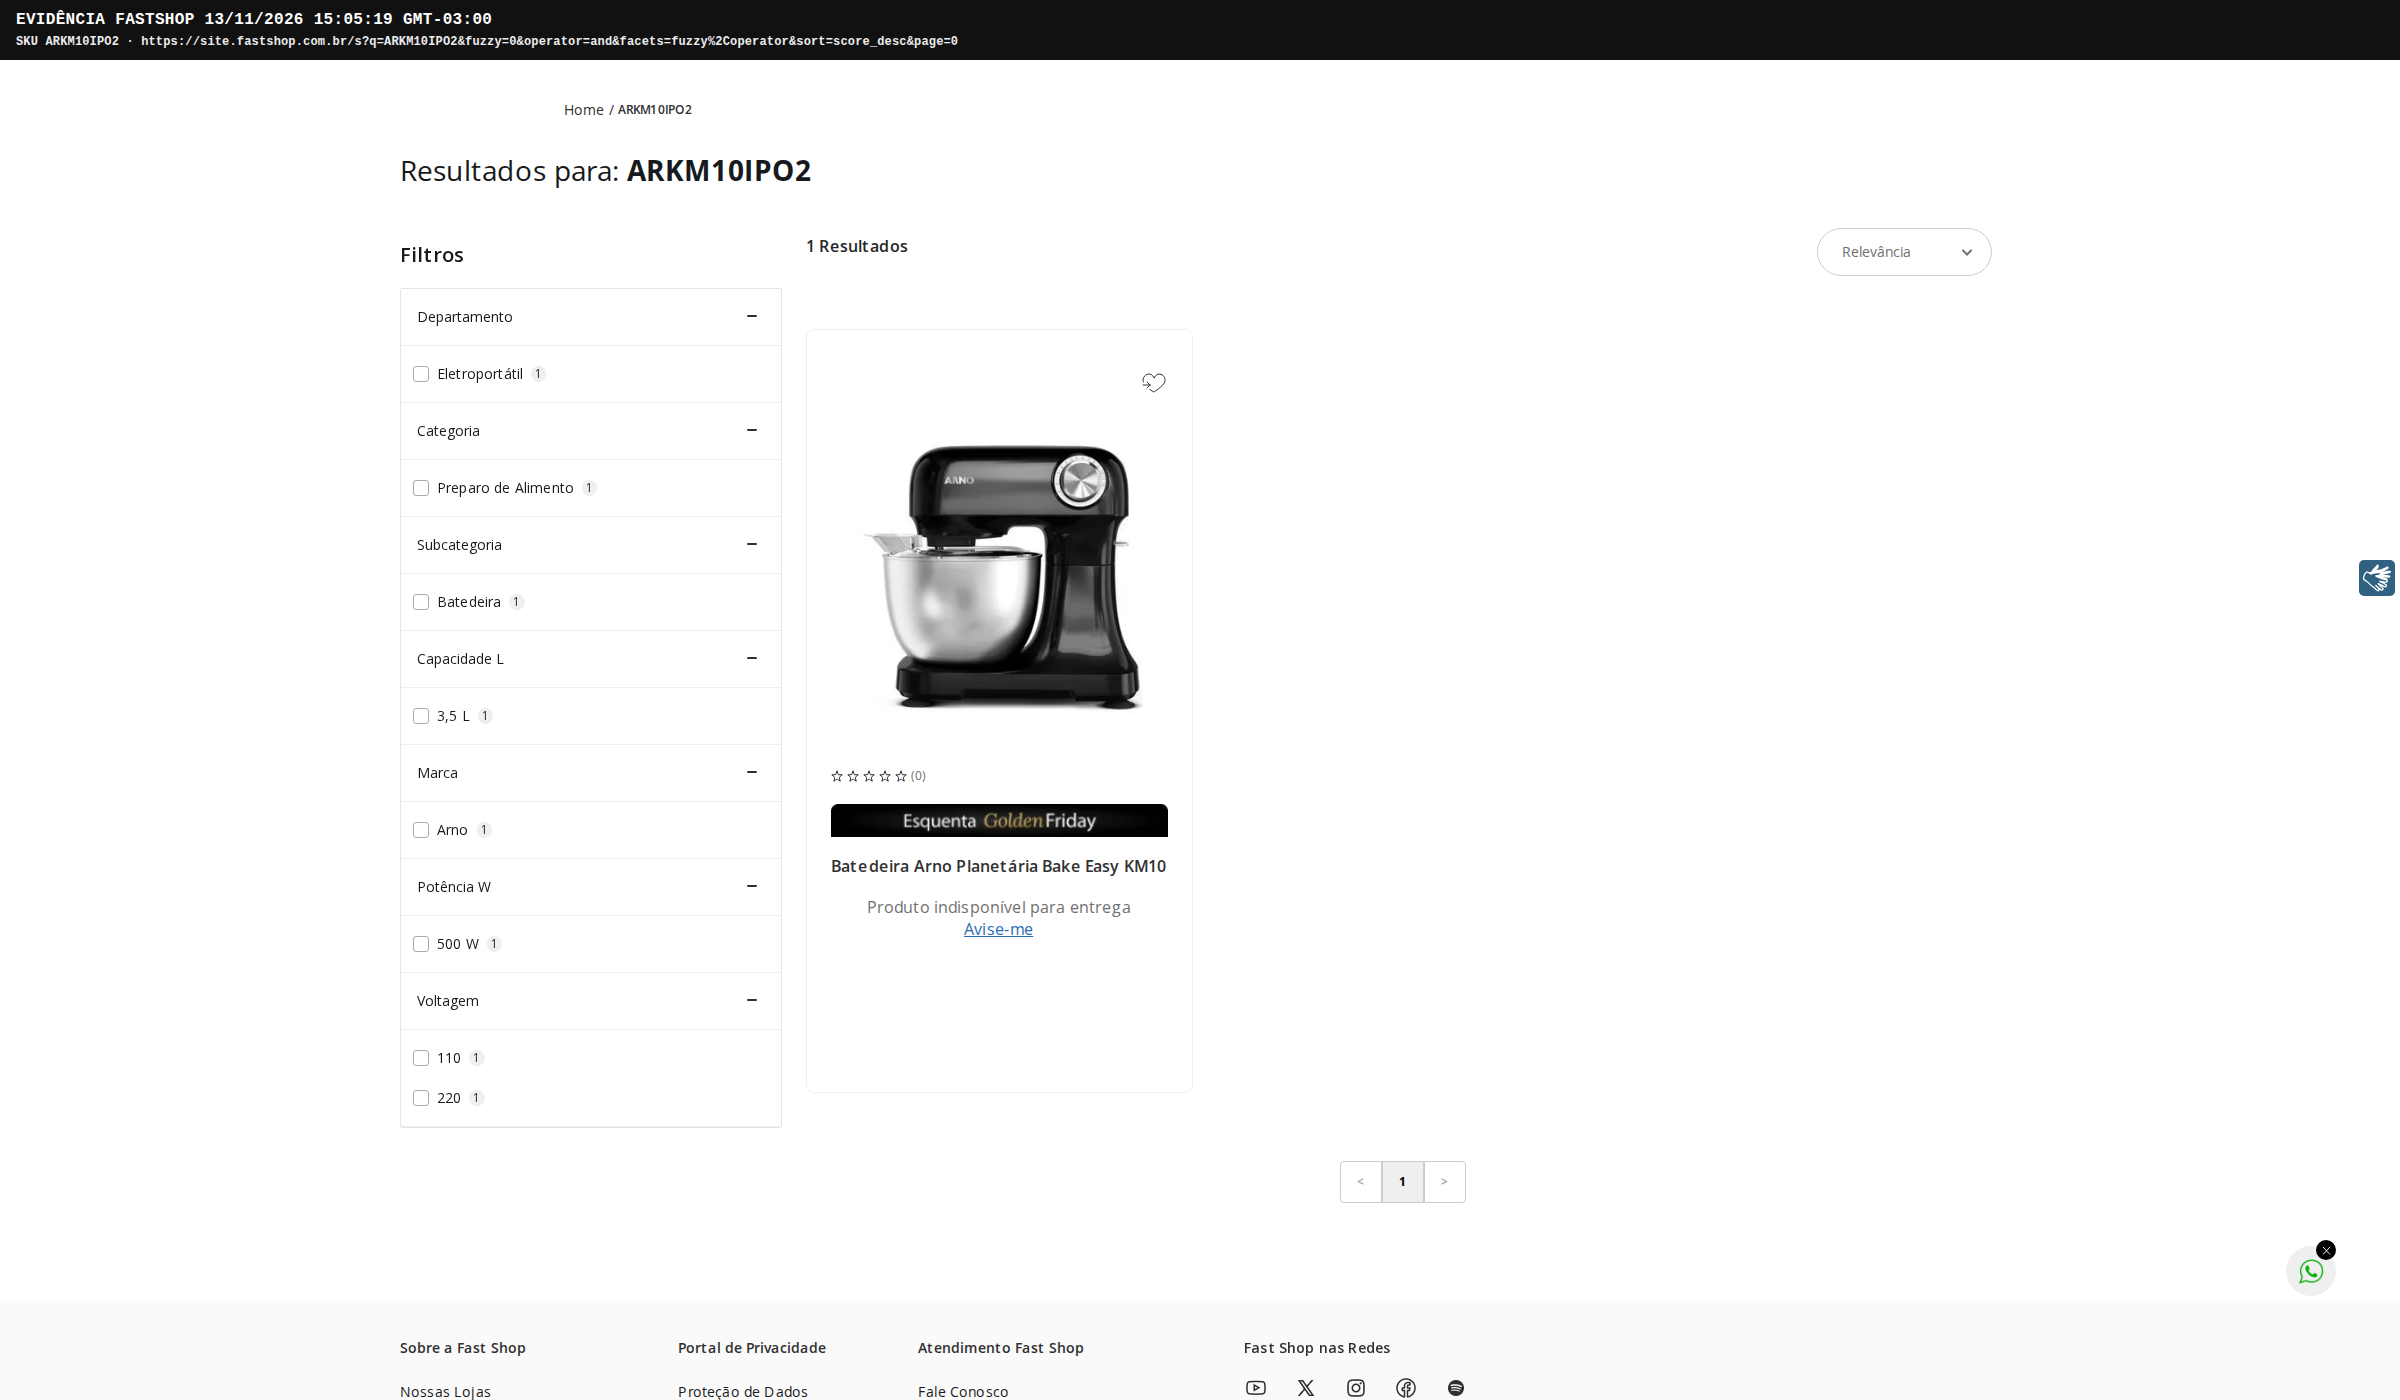 EVIDÊNCIA FASTSHOP 13/11/2026 15:05:19 GMT-03:00
SKU ARKM10IPO2 · https://site.fastshop.com.br/s?q=ARKM10IPO2&fuzzy=0&operator=and&facets=fuzzy%2Coperator&sort=score_desc&page=0
Home / ARKM10IPO2
Resultados para: ARKM10IPO2
Filtros
Departamento
Eletroportátil 1
Categoria
Preparo de Alimento 1
Subcategoria
Batedeira 1
Capacidade L
3,5 L 1
Marca
Arno 1
Potência W
500 W 1
Voltagem
110 1
220 1
1 Resultados
Relevância
ARNO
(0)
Esquenta Golden Friday
Batedeira Arno Planetária Bake Easy KM10
Produto indisponível para entrega
Avise-me
< 1 >
Sobre a Fast Shop
Nossas Lojas
Portal de Privacidade
Proteção de Dados
Atendimento Fast Shop
Fale Conosco
Fast Shop nas Redes